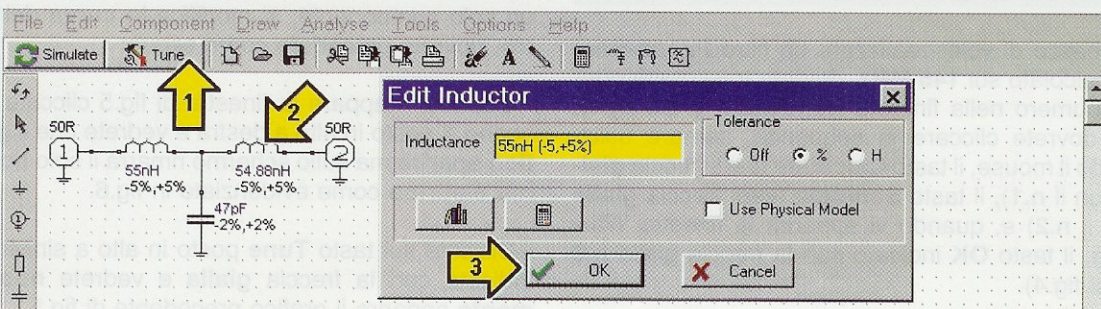 File Edit Component Draw Analyse Tools Options Help
Simulate Tune
1
2
Edit Inductor
Inductance 55nH (-5,+5%)
Tolerance
Off % H
Use Physical Model
3
OK
Cancel
50R
1
55nH
-5%,+5%
54.88nH
-5%,+5%
50R
2
47pF
-2%,+2%